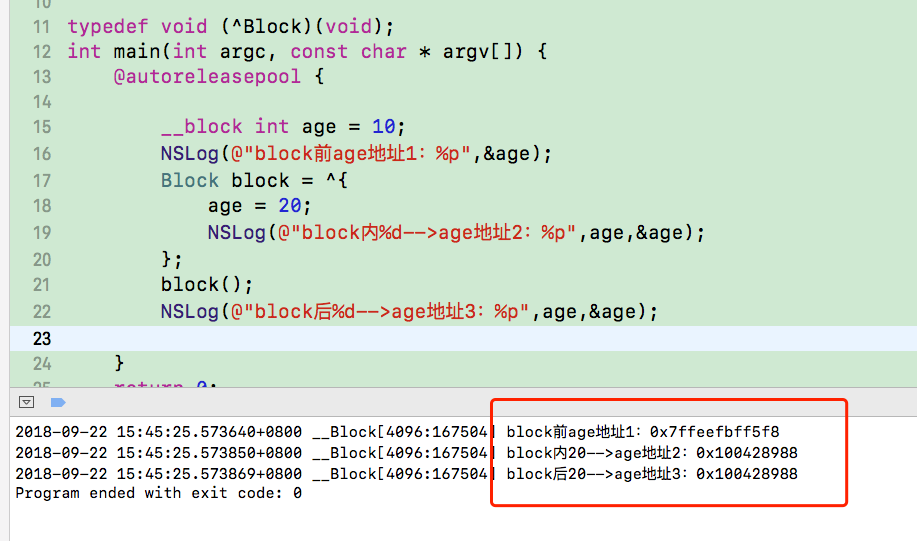 11 typedef void (^Block)(void);
12 int main(int argc, const char * argv[]) {
13 @autoreleasepool {
14
15 __block int age = 10;
16 NSLog(@"block前age地址1：%p",&age);
17 Block block = ^{
18 age = 20;
19 NSLog(@"block内%d-->age地址2：%p",age,&age);
20 };
21 block();
22 NSLog(@"block后%d-->age地址3：%p",age,&age);
23
24 }
25 return 0;
2018-09-22 15:45:25.573640+0800 __Block[4096:167504] block前age地址1：0x7ffeefbff5f8
2018-09-22 15:45:25.573850+0800 __Block[4096:167504] block内20-->age地址2：0x100428988
2018-09-22 15:45:25.573869+0800 __Block[4096:167504] block后20-->age地址3：0x100428988
Program ended with exit code: 0